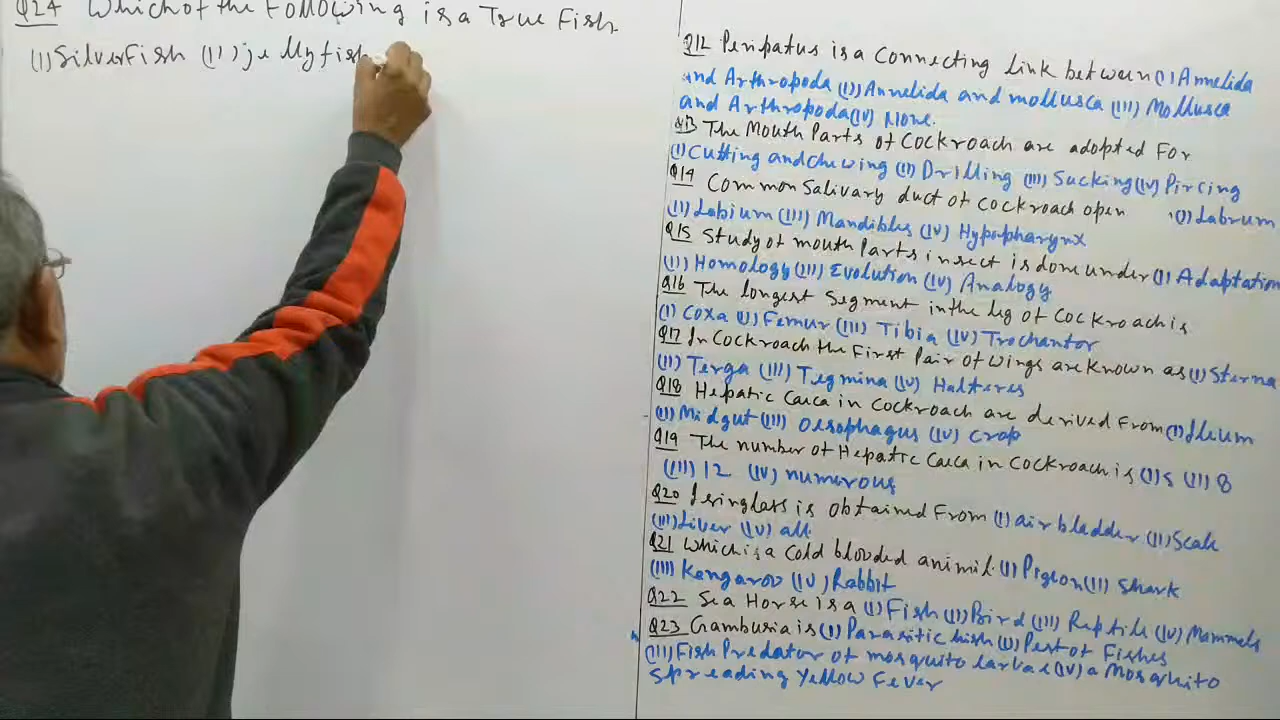 Q24 Which of the Following is a True Fish
(I) SilverFish (II) jellyfish
Q12 Peripatus is a Connecting link between (I) Annelida
and Arthropoda (II) Annelida and mollusca (III) Mollusca
and Arthropoda (IV) None.
Q13 The Mouth Parts of Cockroach are adopted For
(I) Cutting and chewing (II) Drilling (III) Sucking (IV) Pircing
Q14 Common Salivary duct of cockroach open (I) Labrum
(II) Labium (III) Mandibles (IV) Hypopharynx
Q15 Study of mouth Parts insect is done under (I) Adaptation
(II) Homology (III) Evolution (IV) Analogy
Q16 The longest Segment in the leg of Cockroach is
(I) Coxa (II) Femur (III) Tibia (IV) Trochantor
Q17 In Cockroach the First Pair of wings are known as (I) Sterna
(II) Terga (III) Tegmina (IV) Halteres
Q18 Hepatic Caeca in Cockroach are derived From (I) Ileum
(II) Midgut (III) Oesophagus (IV) Crop
Q19 The number of Hepatic Caeca in Cockroach is (I) 5 (II) 8
(III) 12 (IV) numerous
Q20 Isinglass is obtained From (I) air bladder (II) Scale
(III) Liver (IV) all
Q21 Which is a cold blooded animal. (I) Pigeon (II) Shark
(III) Kangaroo (IV) Rabbit
Q22 Sea Horse is a (I) Fish (II) Bird (III) Reptile (IV) Mammels
Q23 Gambusia is (I) Parasitic Fish (II) Pest of Fishes
(III) Fish Predator of mosquito larvae (IV) a Mosquito
Spreading Yellow Fever